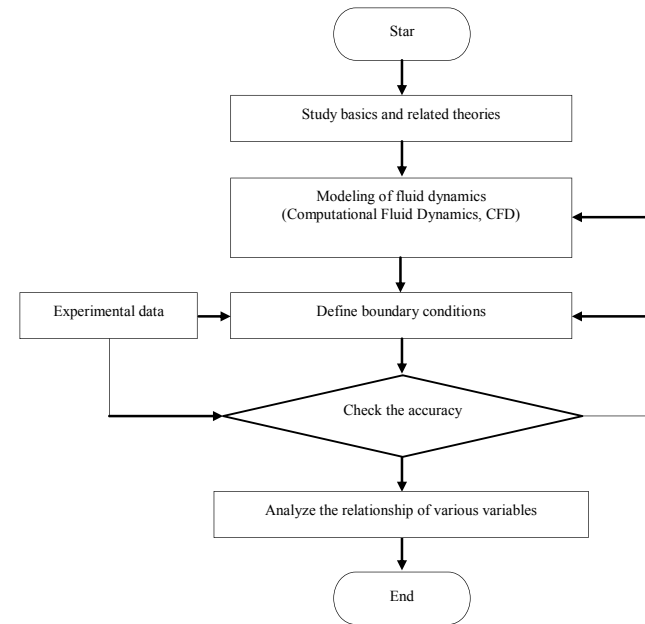 Star
Study basics and related theories
Modeling of fluid dynamics
(Computational Fluid Dynamics, CFD)
Experimental data
Define boundary conditions
Check the accuracy
Analyze the relationship of various variables
End